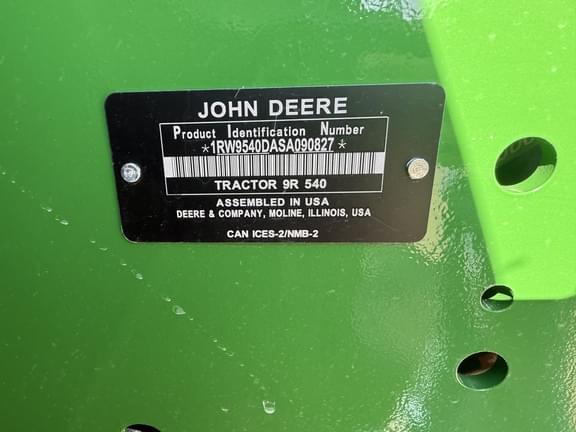 JOHN DEERE
Product Identification Number
*1RW9540DASA090827*
TRACTOR 9R 540
ASSEMBLED IN USA
DEERE & COMPANY, MOLINE, ILLINOIS, USA
CAN ICES-2/NMB-2